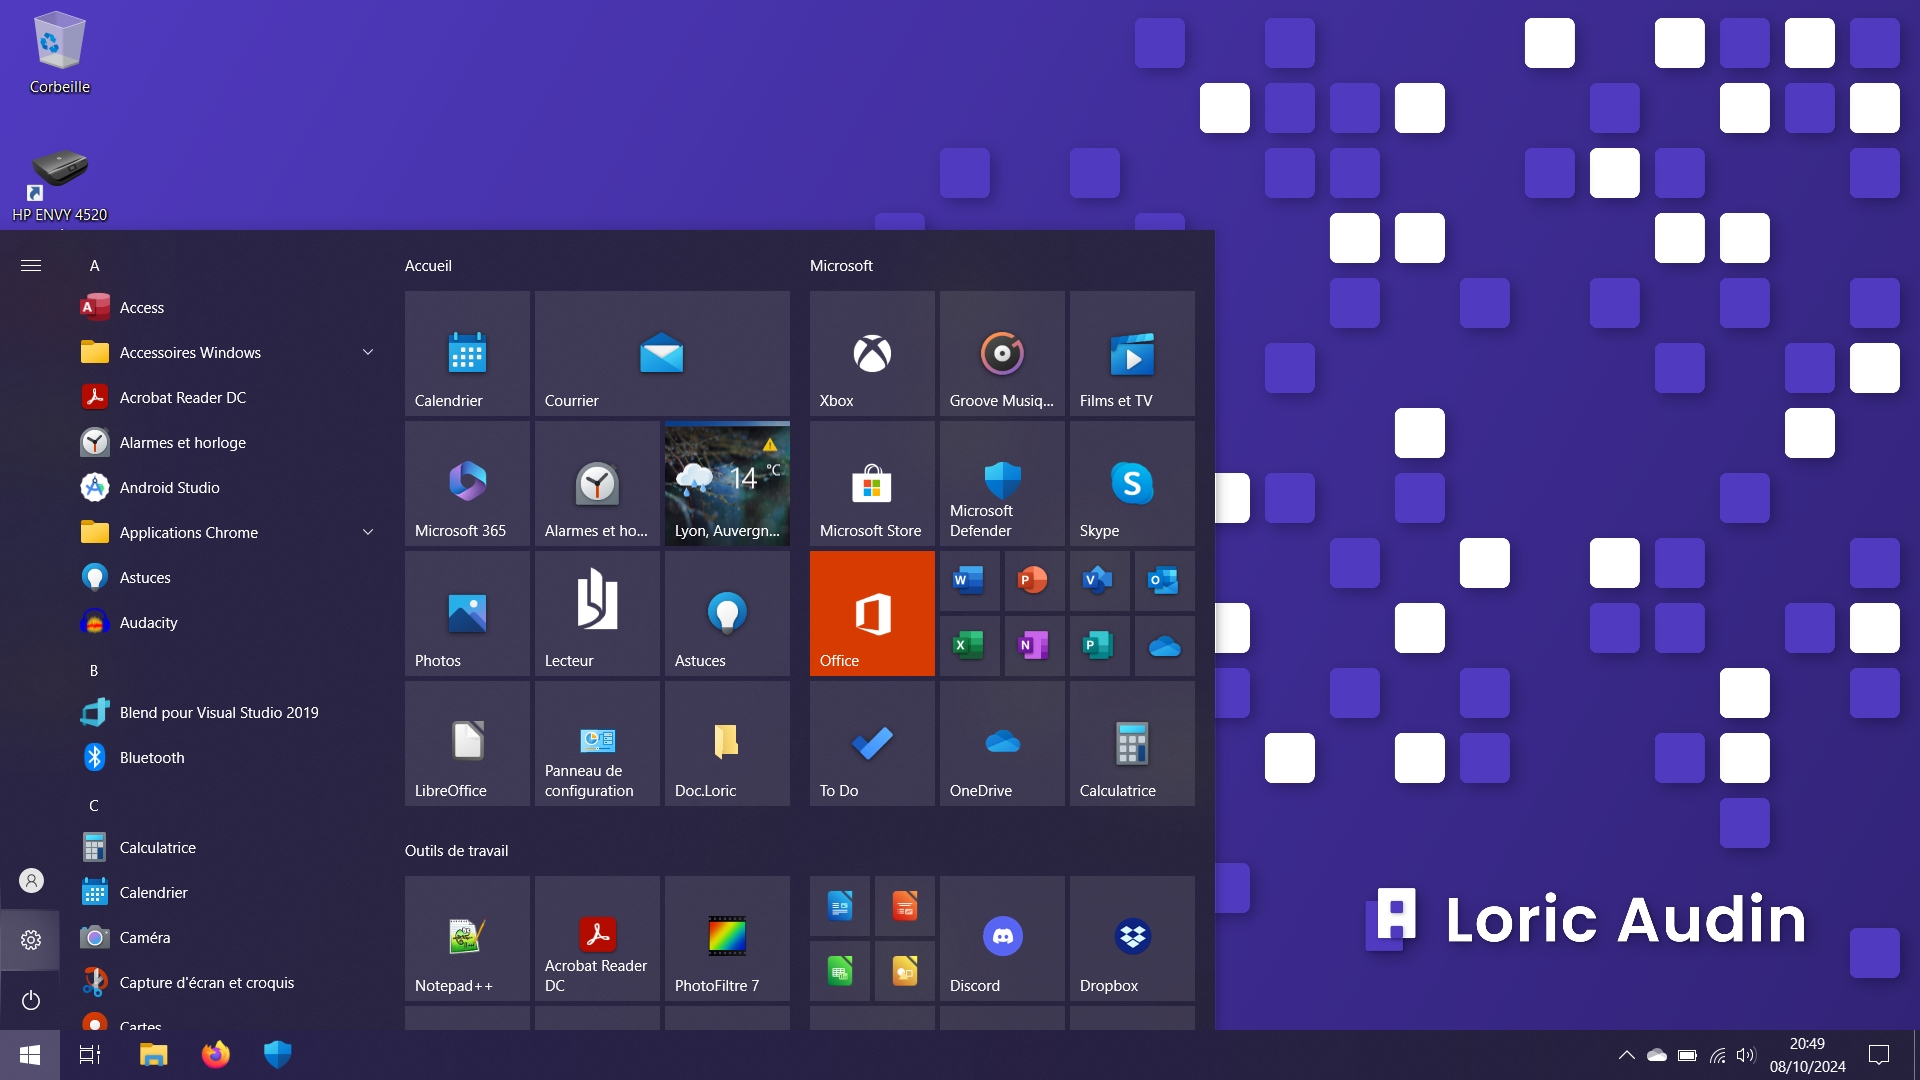 Corbeille
HP ENVY 4520
A
Access
Accessoires Windows
Acrobat Reader DC
Alarmes et horloge
Android Studio
Applications Chrome
Astuces
Audacity
B
Blend pour Visual Studio 2019
Bluetooth
C
Calculatrice
Calendrier
Caméra
Capture d'écran et croquis
Cartes
Accueil
Calendrier
Courrier
Microsoft 365
Alarmes et ho...
14 °C
Lyon, Auvergn...
Photos
Lecteur
Astuces
LibreOffice
Panneau de
configuration
Doc.Loric
Microsoft
Xbox
Groove Musiq...
Films et TV
Microsoft Store
Microsoft
Defender
Skype
Office
To Do
OneDrive
Calculatrice
Outils de travail
Notepad++
Acrobat Reader
DC
PhotoFiltre 7
Discord
Dropbox
Loric Audin
20:49
08/10/2024